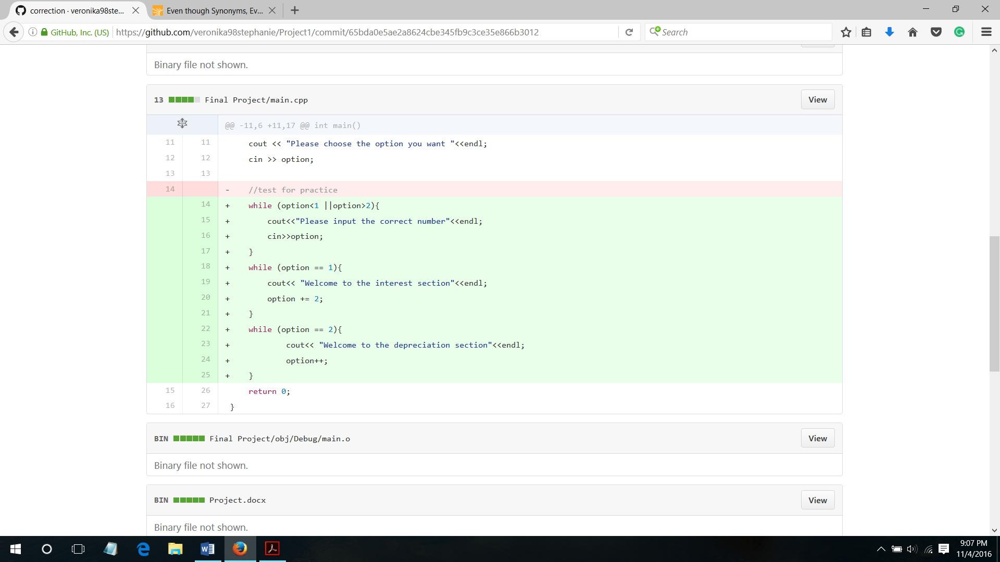 correction · veronika98ste...
Even though Synonyms, Ev...
GitHub, Inc. (US)
https://github.com/veronika98stephanie/Project1/commit/65bda0e5ae2a8624cbe345fb9c3ce35e866b3012
Search
Binary file not shown.
13 Final Project/main.cpp View
@@ -11,6 +11,17 @@ int main()
11 11 cout << "Please choose the option you want "<<endl;
12 12 cin >> option;
13 13
14 - //test for practice
14 + while (option<1 ||option>2){
15 + cout<<"Please input the correct number"<<endl;
16 + cin>>option;
17 + }
18 + while (option == 1){
19 + cout<< "Welcome to the interest section"<<endl;
20 + option += 2;
21 + }
22 + while (option == 2){
23 + cout<< "Welcome to the depreciation section"<<endl;
24 + option++;
25 + }
15 26 return 0;
16 27 }
BIN Final Project/obj/Debug/main.o View
Binary file not shown.
BIN Project.docx View
Binary file not shown.
9:07 PM
11/4/2016